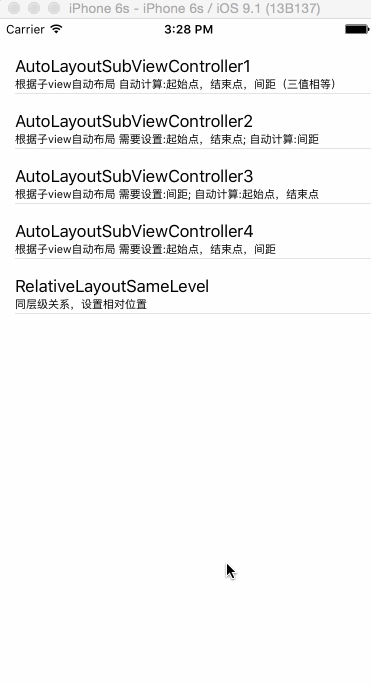 iPhone 6s - iPhone 6s / iOS 9.1 (13B137)
Carrier 3:28 PM
AutoLayoutSubViewController1
根据子view自动布局 自动计算:起始点，结束点，间距（三值相等）
AutoLayoutSubViewController2
根据子view自动布局 需要设置:起始点，结束点; 自动计算:间距
AutoLayoutSubViewController3
根据子view自动布局 需要设置:间距; 自动计算:起始点，结束点
AutoLayoutSubViewController4
根据子view自动布局 需要设置:起始点，结束点，间距
RelativeLayoutSameLevel
同层级关系，设置相对位置